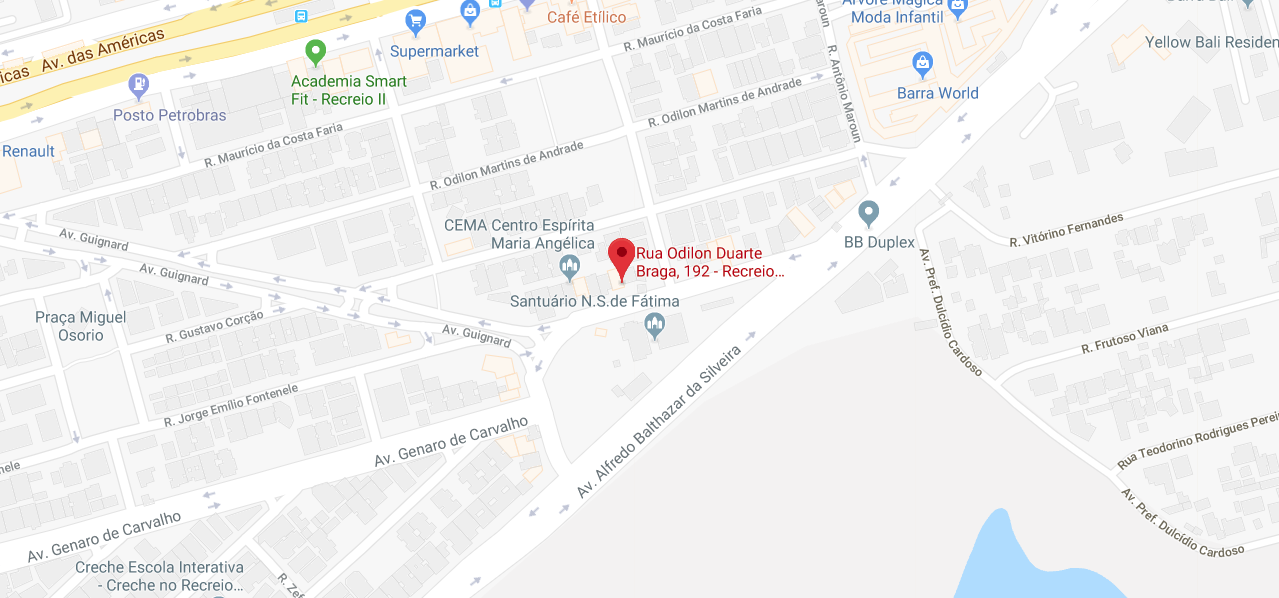 Café Etílico
Árvore Mágica
Moda Infantil
R. Maurício da Costa Faria
R. Antônio Maroun
Yellow Bali Residen
icas
Av. das Américas
Supermarket
Academia Smart
Fit - Recreio II
Posto Petrobras
Barra World
R. Odilon Martins de Andrade
Renault
R. Maurício da Costa Faria
R. Odilon Martins de Andrade
CEMA Centro Espírita
Maria Angélica
Av. Guignard
BB Duplex
R. Vitórino Fernandes
Rua Odilon Duarte
Braga, 192 - Recreio...
Av. Guignard
Santuário N.S.de Fátima
Av. Pref. Dulcídio Cardoso
Praça Miguel
Osorio
R. Gustavo Corção
Av. Guignard
R. Frutoso Viana
Av. Alfredo Balthazar da Silveira
R. Jorge Emílio Fontenele
Av. Genaro de Carvalho
Rua Teodorino Rodrigues Perei
nele
Av. Pref. Dulcídio Cardoso
Av. Genaro de Carvalho
Creche Escola Interativa
- Creche no Recreio...
R. Zef